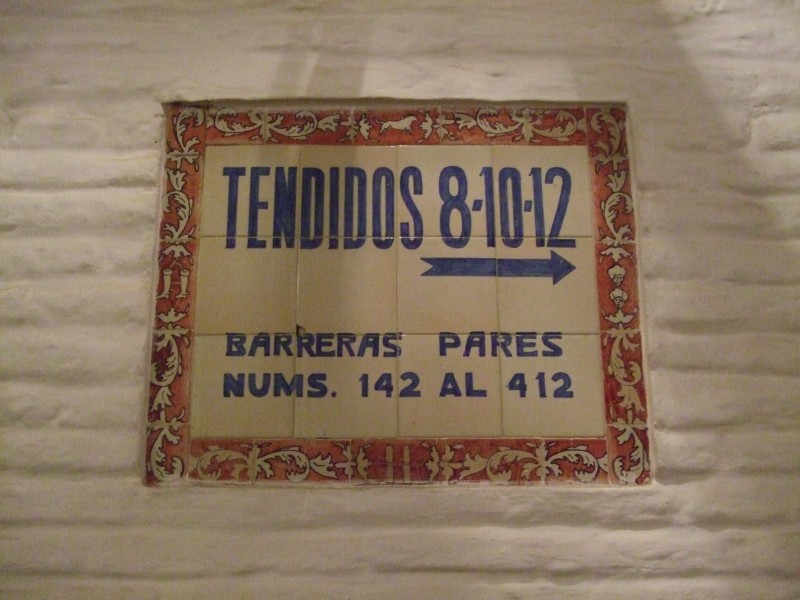 TENDIDOS 8-10-12
BARRERAS PARES
NUMS. 142 AL 412